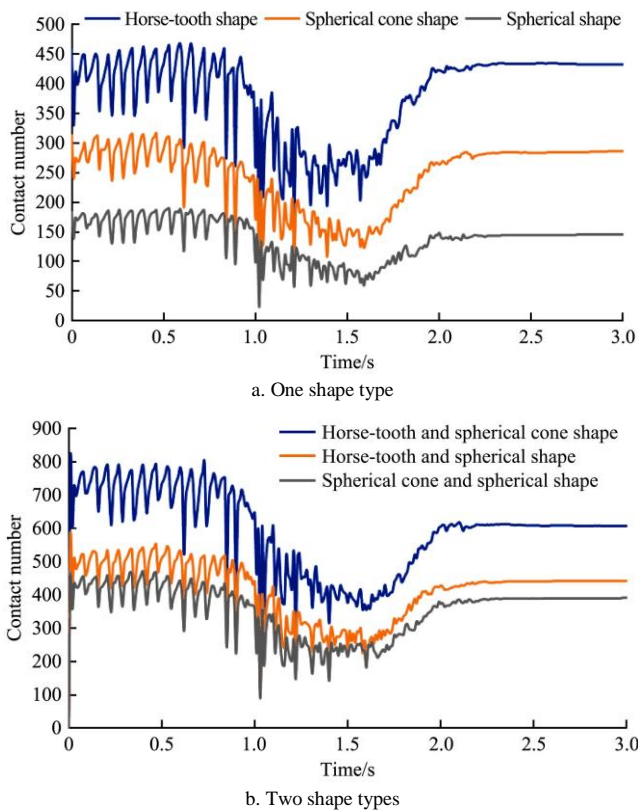 Horse-tooth shape Spherical cone shape Spherical shape
500
450
400
350
300
250
200
150
100
50
0
Contact number
0 0.5 1.0 1.5 2.0 2.5 3.0
Time/s
a. One shape type
Horse-tooth and spherical cone shape
Horse-tooth and spherical shape
Spherical cone and spherical shape
900
800
700
600
500
400
300
200
100
0
Contact number
0 0.5 1.0 1.5 2.0 2.5 3.0
Time/s
b. Two shape types